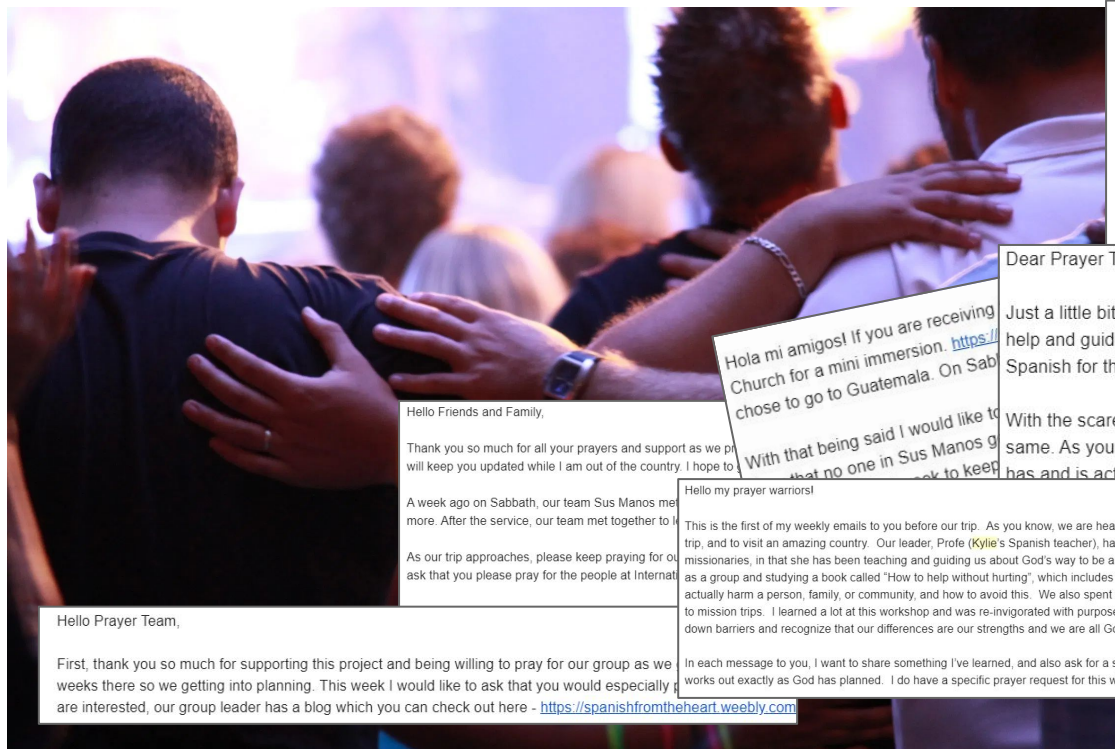 Dear Prayer
Just a little bit
help and guid
Spanish for th
With the scare
same. As you
has and is act
Hola mi amigos! If you are receiving
Church for a mini immersion. https://
chose to go to Guatemala. On Sab
With that being said I would like to
that no one in Sus Manos g
to keep
Hello Friends and Family,
Thank you so much for all your prayers and support as we pr
will keep you updated while I am out of the country. I hope to
A week ago on Sabbath, our team Sus Manos met
more. After the service, our team met together to le
As our trip approaches, please keep praying for ou
ask that you please pray for the people at Internati
Hello my prayer warriors!
This is the first of my weekly emails to you before our trip. As you know, we are hea
trip, and to visit an amazing country. Our leader, Profe (Kylie's Spanish teacher), ha
missionaries, in that she has been teaching and guiding us about God's way to be a
as a group and studying a book called “How to help without hurting”, which includes
actually harm a person, family, or community, and how to avoid this. We also spent
to mission trips. I learned a lot at this workshop and was re-invigorated with purpose
down barriers and recognize that our differences are our strengths and we are all Go
In each message to you, I want to share something I've learned, and also ask for a s
works out exactly as God has planned. I do have a specific prayer request for this w
Hello Prayer Team,
First, thank you so much for supporting this project and being willing to pray for our group as we
weeks there so we getting into planning. This week I would like to ask that you would especially p
are interested, our group leader has a blog which you can check out here - https://spanishfromtheheart.weebly.com